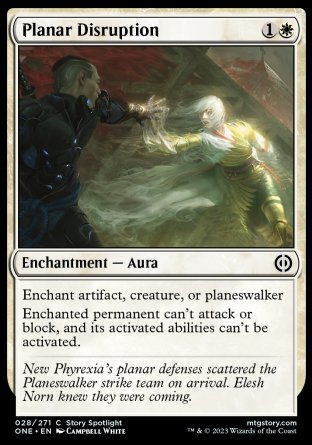 Planar Disruption 1
Enchantment — Aura
Enchant artifact, creature, or planeswalker
Enchanted permanent can't attack or
block, and its activated abilities can't be
activated.
New Phyrexia's planar defenses scattered the
Planeswalker strike team on arrival. Elesh
Norn knew they were coming.
028/271 C Story Spotlight mtgstory.com
ONE • EN CAMPBELL WHITE ™ & © 2023 Wizards of the Coast